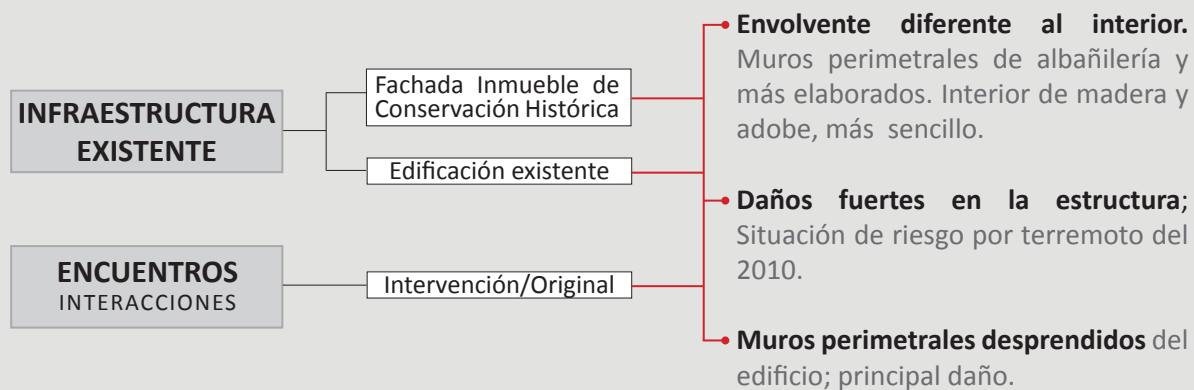 INFRAESTRUCTURA
EXISTENTE
Fachada Inmueble de
Conservación Histórica
Edificación existente
ENCUENTROS
INTERACCIONES
Intervención/Original
Envolvente diferente al interior.
Muros perimetrales de albañilería y
más elaborados. Interior de madera y
adobe, más sencillo.
Daños fuertes en la estructura;
Situación de riesgo por terremoto del
2010.
Muros perimetrales desprendidos del
edificio; principal daño.